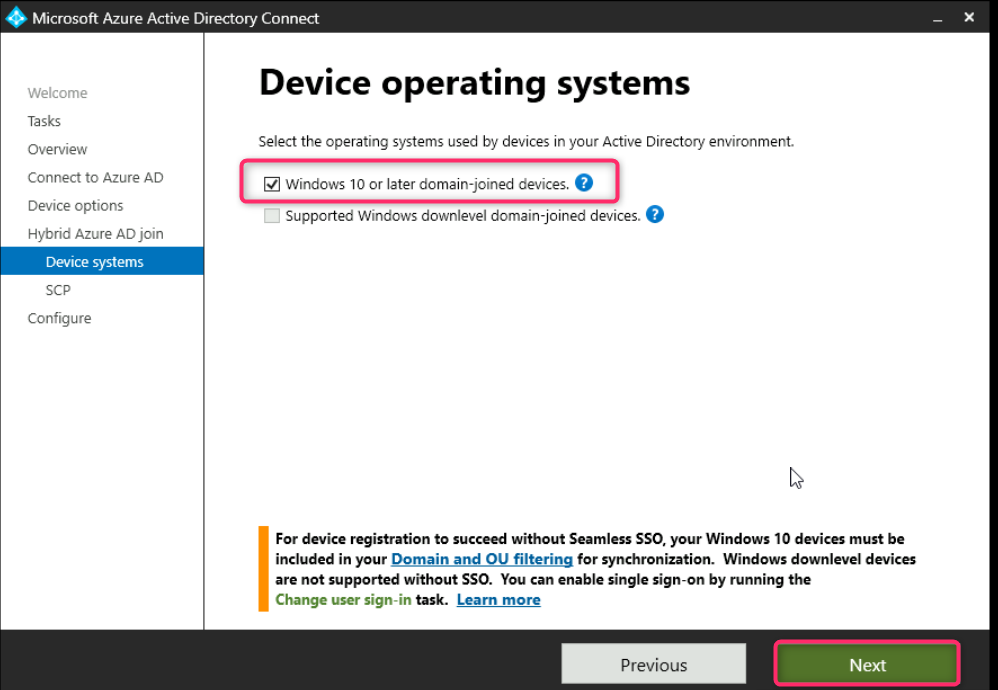 Microsoft Azure Active Directory Connect
Welcome
Tasks
Overview
Connect to Azure AD
Device options
Hybrid Azure AD join
Device systems
SCP
Configure
Device operating systems
Select the operating systems used by devices in your Active Directory environment.
Windows 10 or later domain-joined devices. ?
Supported Windows downlevel domain-joined devices. ?
For device registration to succeed without Seamless SSO, your Windows 10 devices must be
included in your Domain and OU filtering for synchronization. Windows downlevel devices
are not supported without SSO. You can enable single sign-on by running the
Change user sign-in task. Learn more
Previous
Next